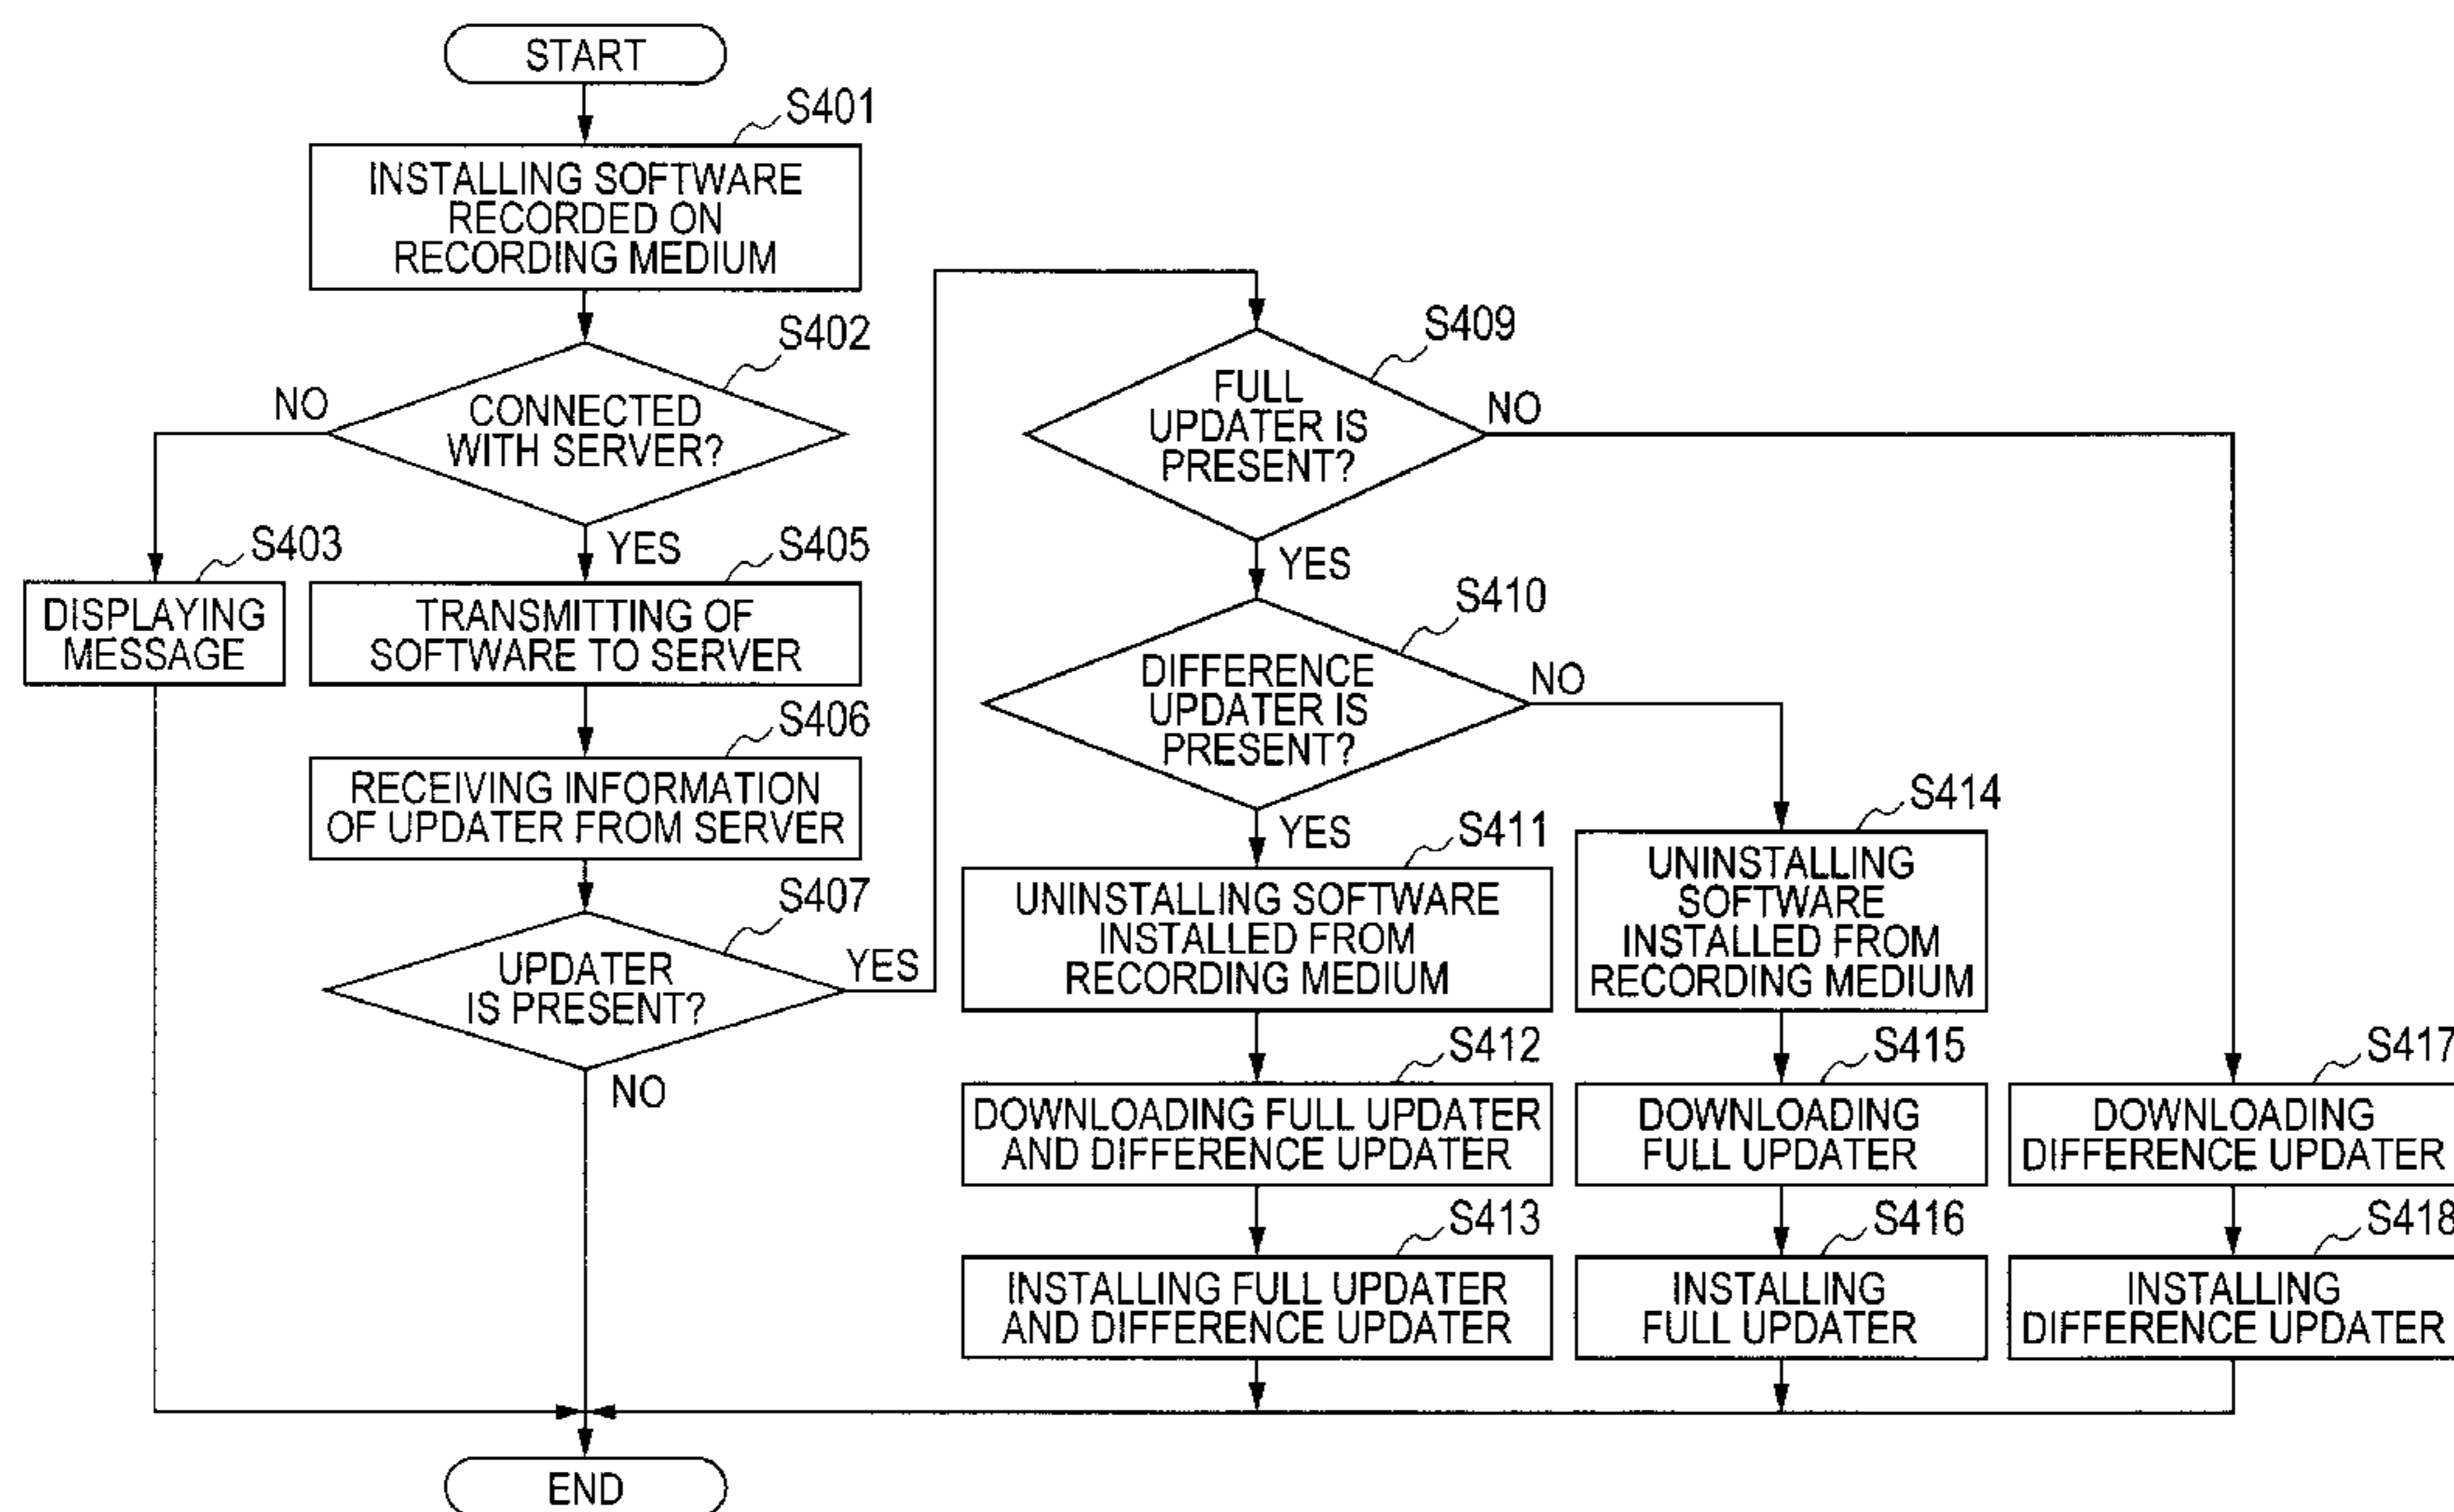 START
S401
INSTALLING SOFTWARE
RECORDED ON
RECORDING MEDIUM
S402
CONNECTED
WITH SERVER?
NO
YES
S403
DISPLAYING
MESSAGE
S405
TRANSMITTING OF
SOFTWARE TO SERVER
S406
RECEIVING INFORMATION
OF UPDATER FROM SERVER
S407
UPDATER
IS PRESENT?
YES
NO
S409
FULL
UPDATER IS
PRESENT?
NO
YES
S410
DIFFERENCE
UPDATER IS
PRESENT?
NO
YES
S411
UNINSTALLING SOFTWARE
INSTALLED FROM
RECORDING MEDIUM
S412
DOWNLOADING FULL UPDATER
AND DIFFERENCE UPDATER
S413
INSTALLING FULL UPDATER
AND DIFFERENCE UPDATER
S414
UNINSTALLING
SOFTWARE
INSTALLED FROM
RECORDING MEDIUM
S415
DOWNLOADING
FULL UPDATER
S416
INSTALLING
FULL UPDATER
S417
DOWNLOADING
DIFFERENCE UPDATER
S418
INSTALLING
DIFFERENCE UPDATER
END